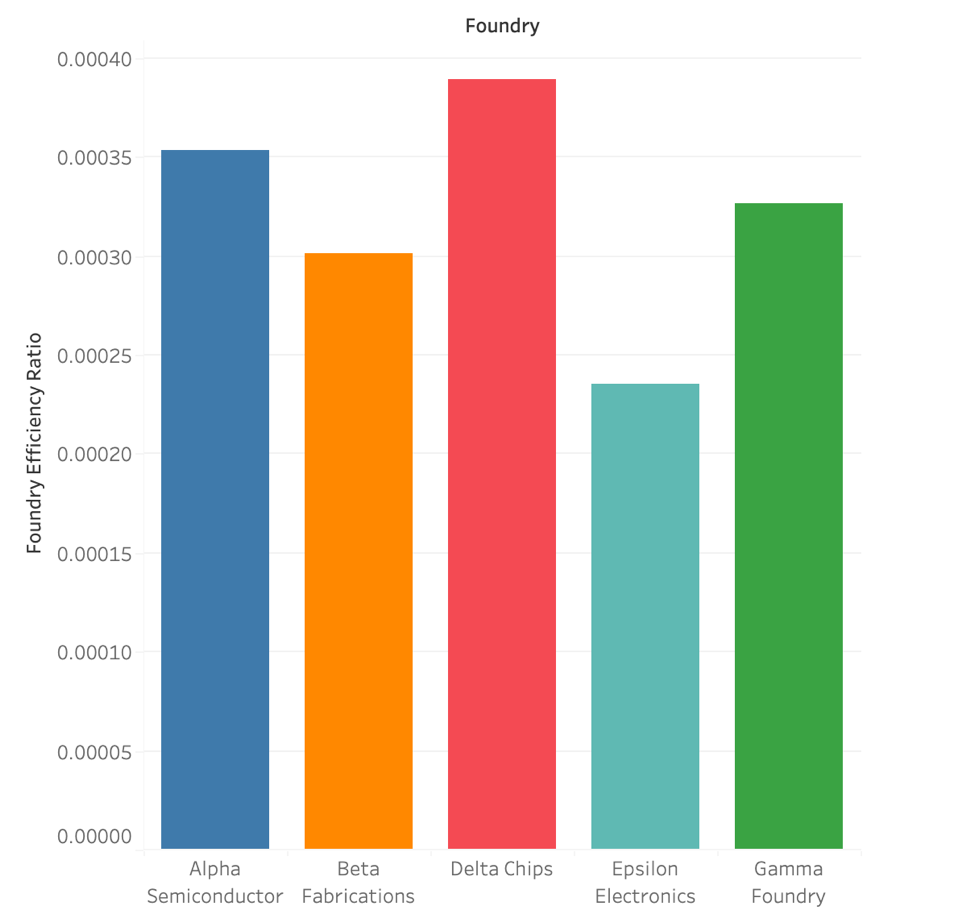 Foundry
0.00040
0.00035
0.00030
0.00025
0.00020
0.00015
0.00010
0.00005
0.00000
Foundry Efficiency Ratio
Alpha
Semiconductor
Beta
Fabrications
Delta Chips
Epsilon
Electronics
Gamma
Foundry